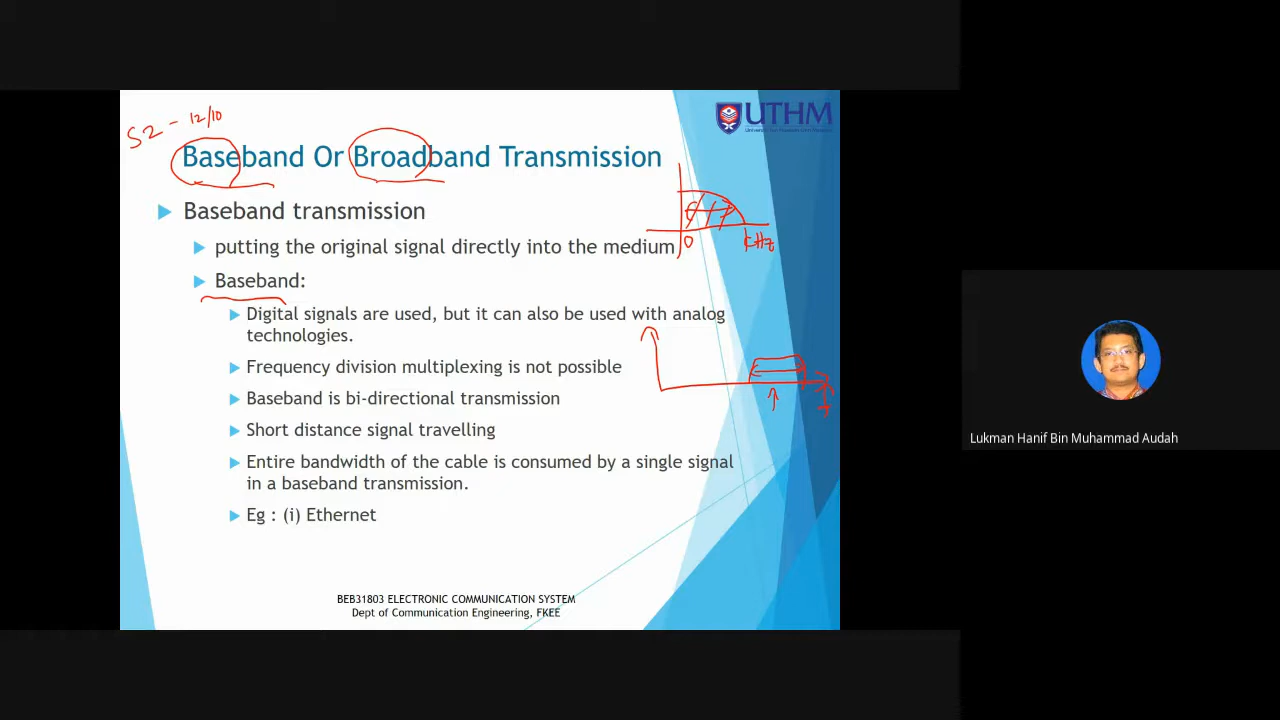 S2 - 12/10
UTHM
Baseband Or Broadband Transmission
Baseband transmission
putting the original signal directly into the medium
0 kHz
Baseband:
Digital signals are used, but it can also be used with analog
technologies.
Frequency division multiplexing is not possible
Baseband is bi-directional transmission
Short distance signal travelling
Entire bandwidth of the cable is consumed by a single signal
in a baseband transmission.
Eg : (i) Ethernet
BEB31803 ELECTRONIC COMMUNICATION SYSTEM
Dept of Communication Engineering, FKEE
Lukman Hanif Bin Muhammad Audah